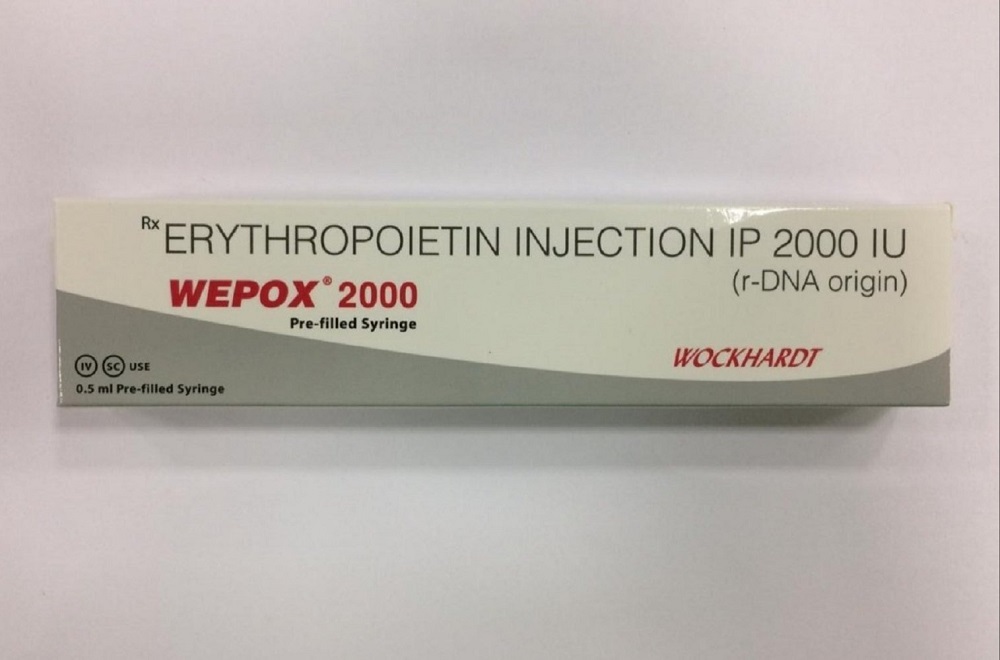 Rx ERYTHROPOIETIN INJECTION IP 2000 IU
(r-DNA origin)
WEPOX® 2000
Pre-filled Syringe
WOCKHARDT
IV SC USE
0.5 ml Pre-filled Syringe